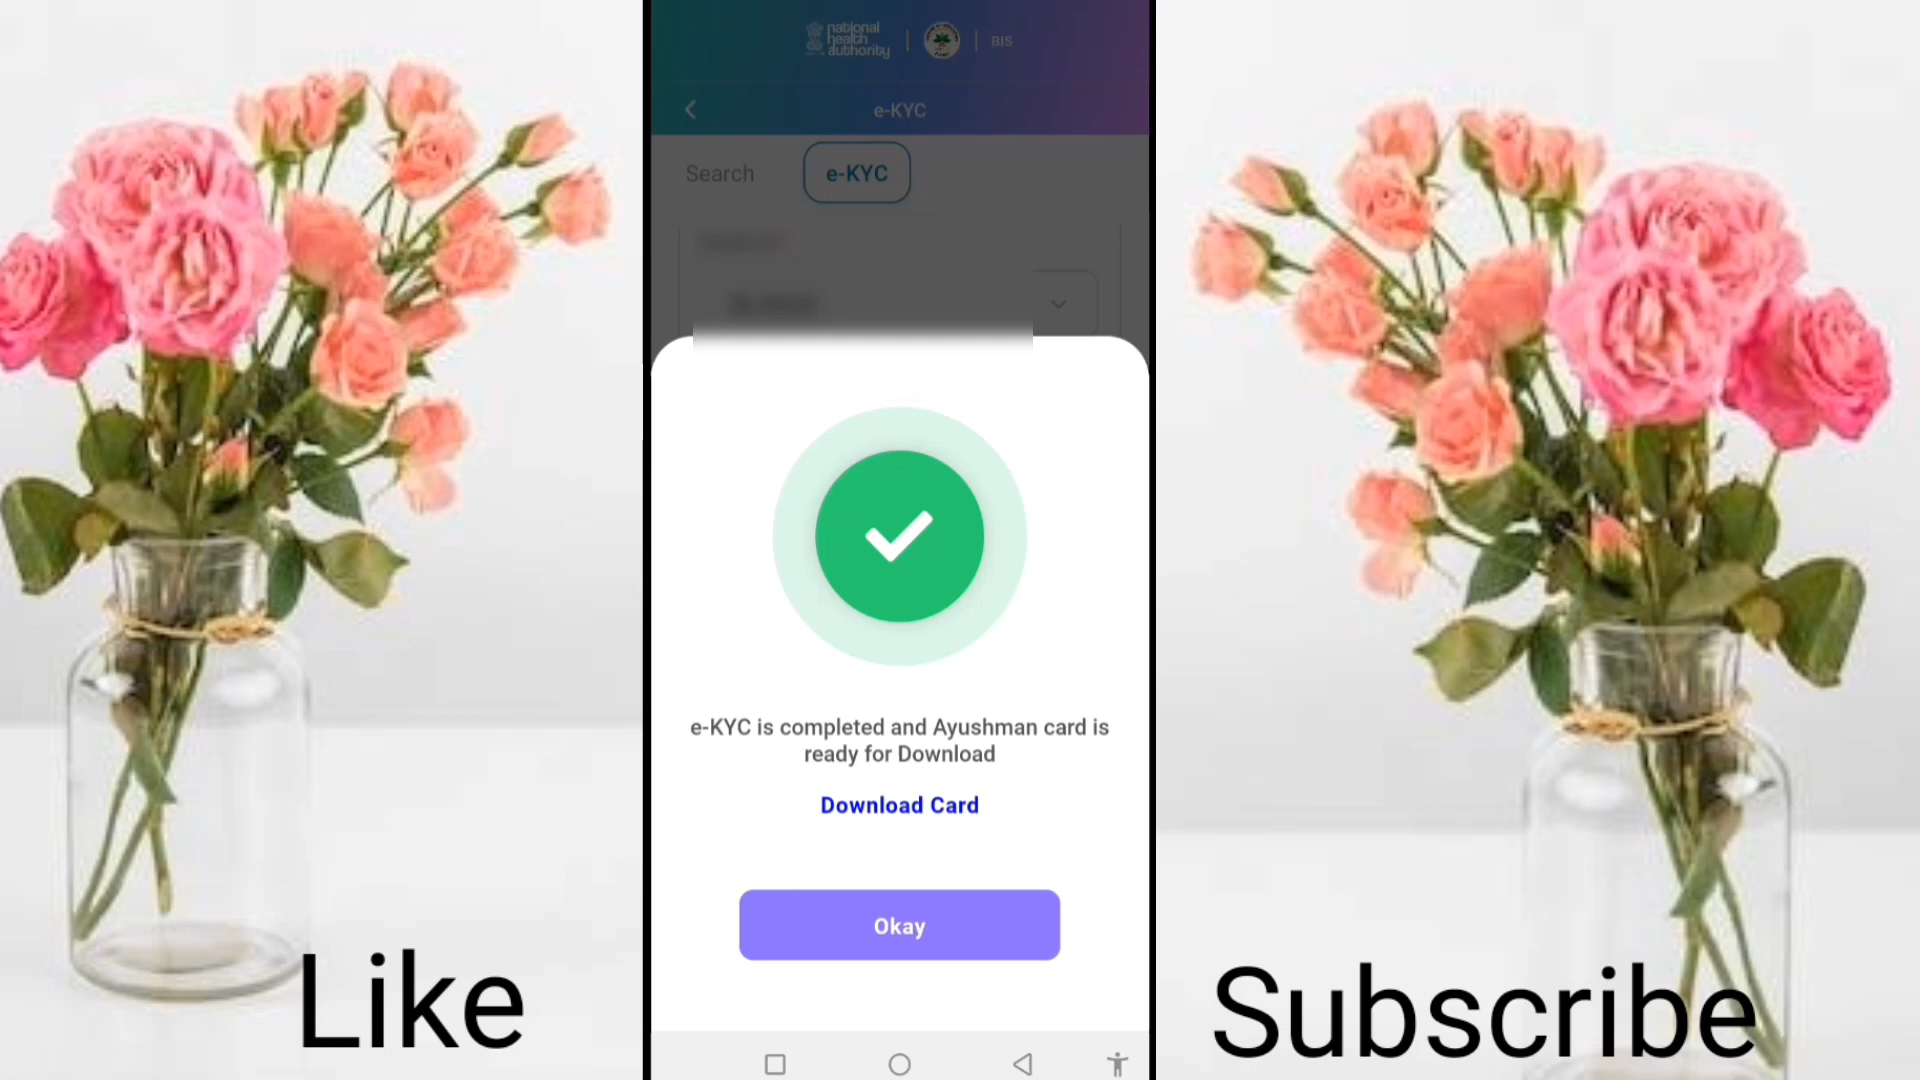 national
health
authority
BIS
e-KYC
Search
e-KYC
e-KYC is completed and Ayushman card is
ready for Download
Download Card
Okay
Like
Subscribe